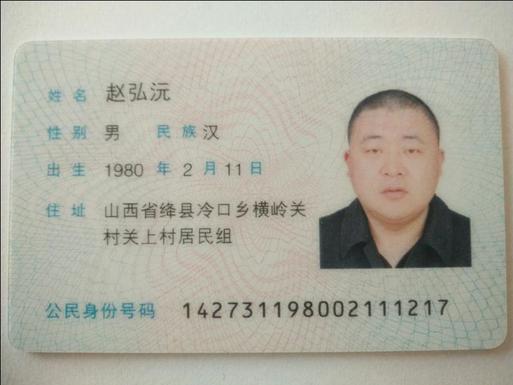 姓名 赵弘沅
性别 男 民族 汉
出生 1980 年 2 月 11 日
住址 山西省绛县冷口乡横岭关
村关上村居民组
公民身份号码 142731198002111217